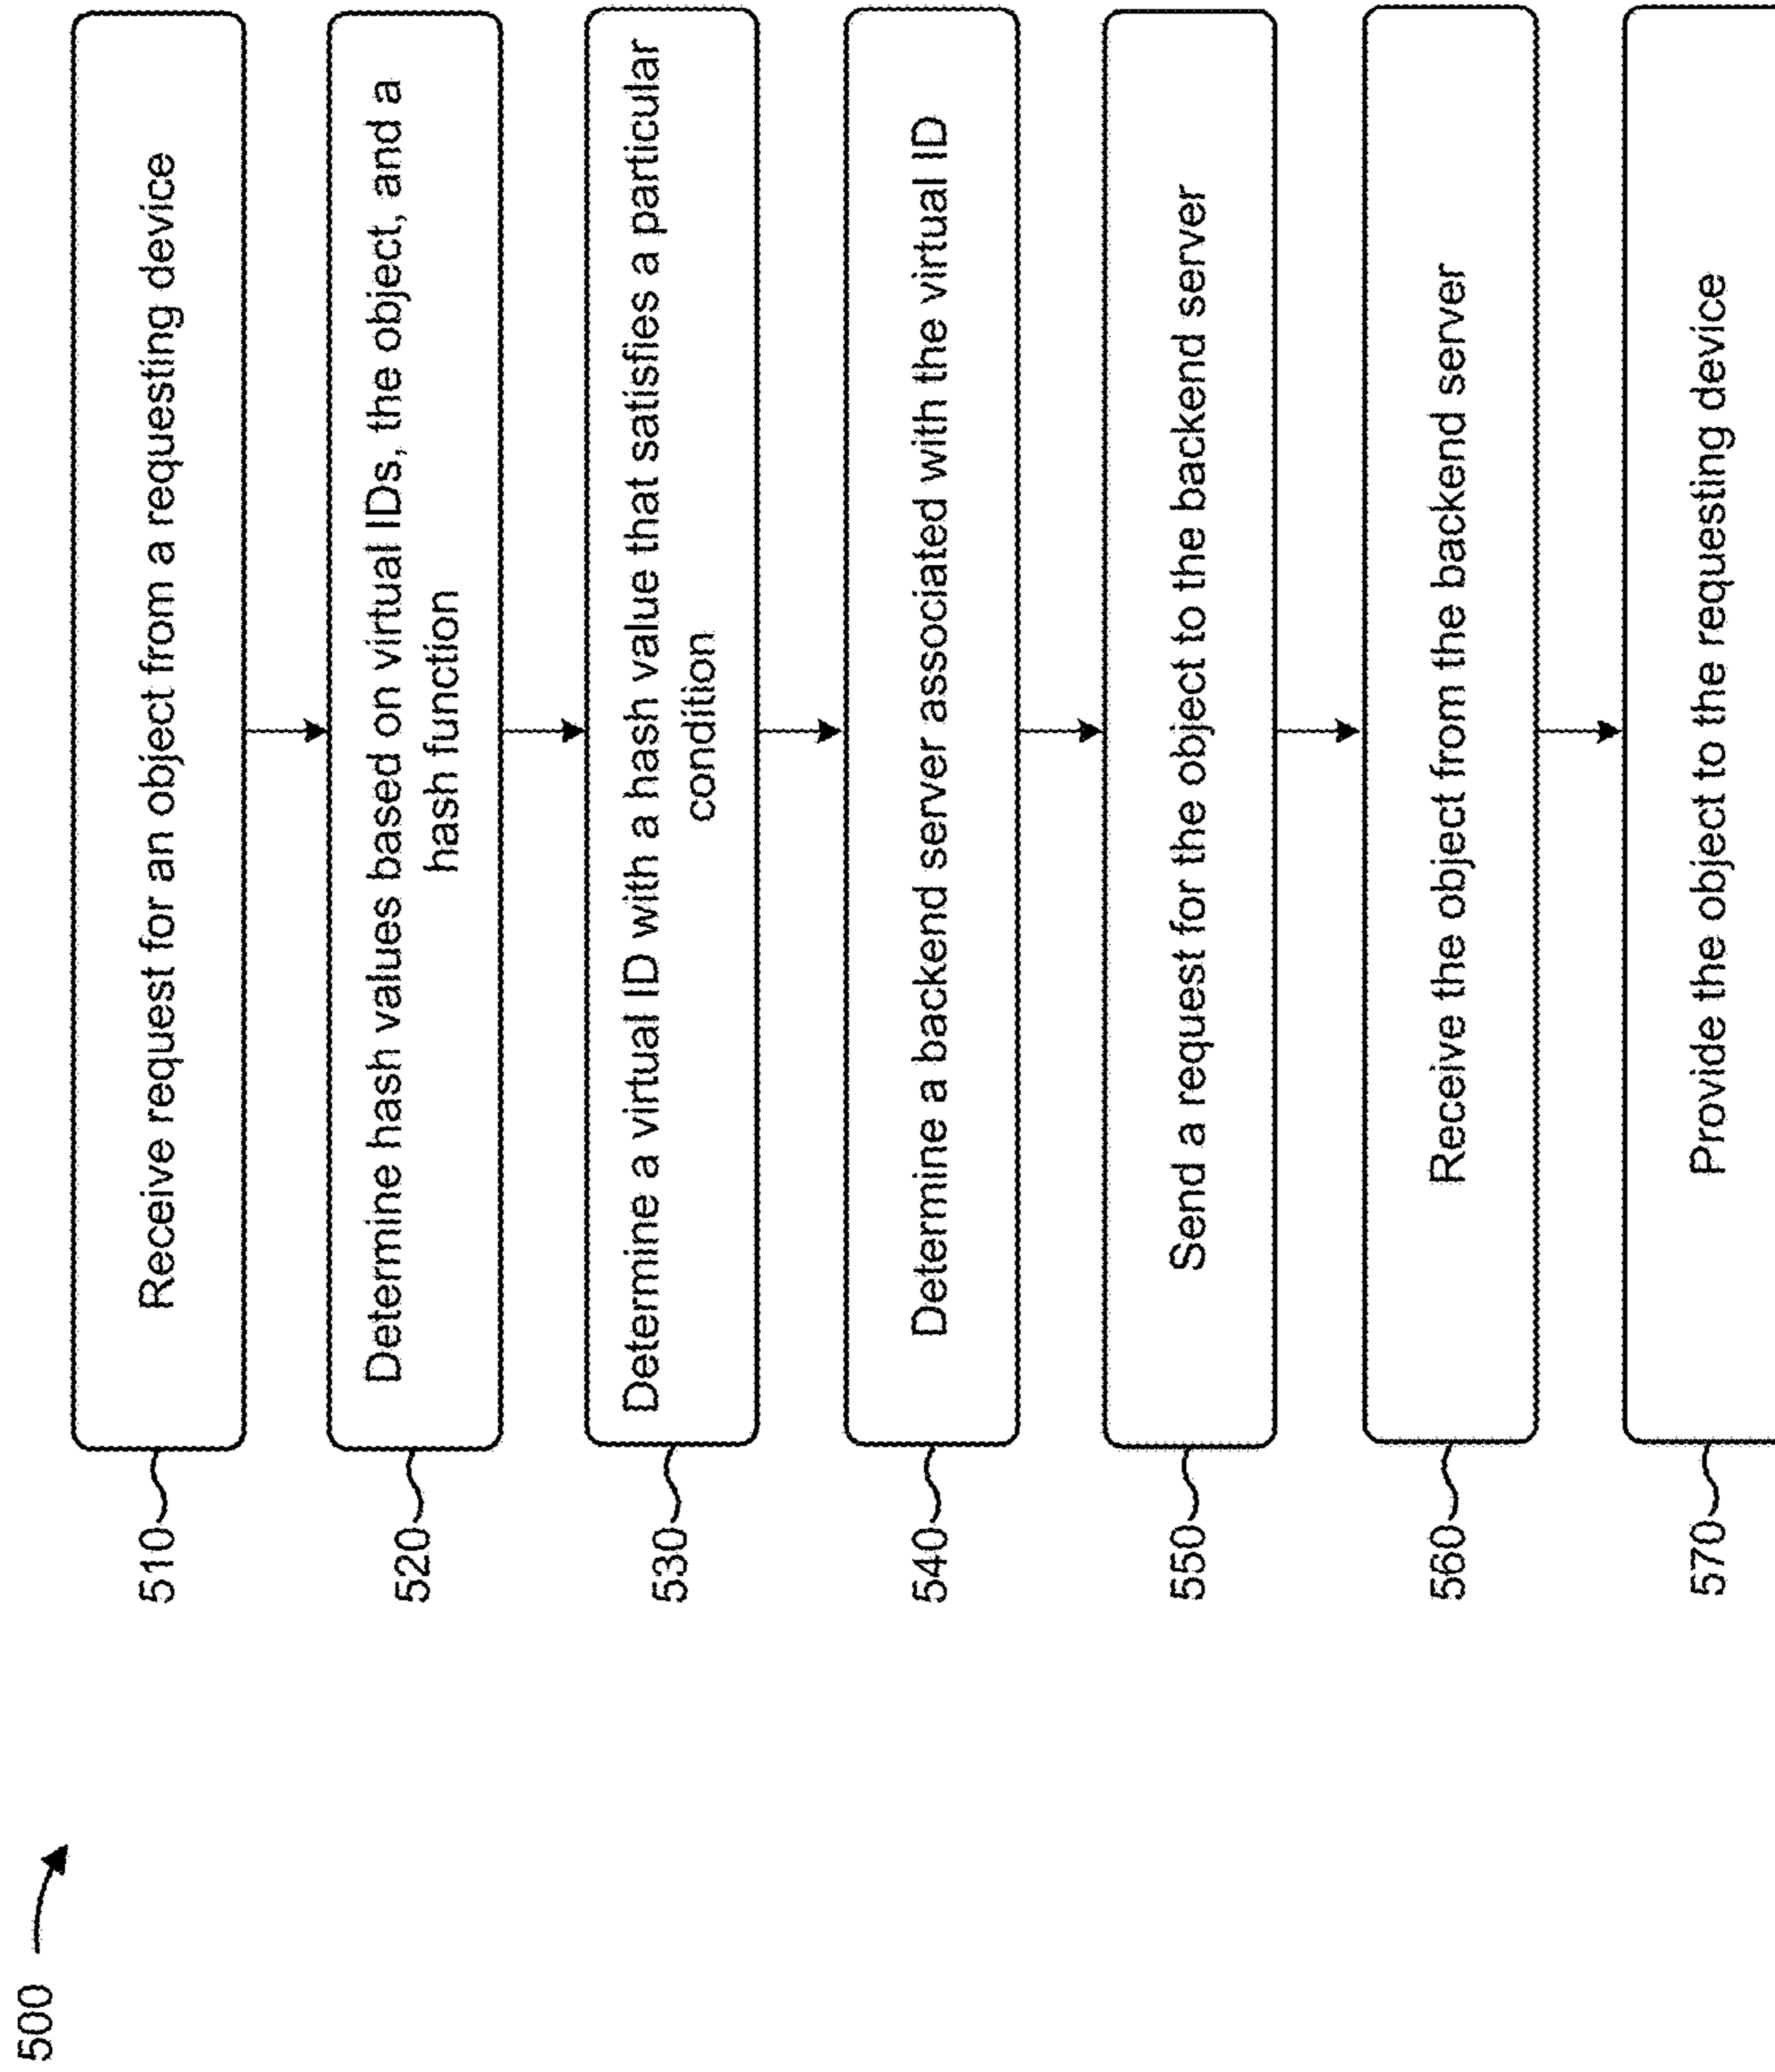 500
510
Receive request for an object from a requesting device
520
Determine hash values based on virtual IDs, the object, and a
hash function
530
Determine a virtual ID with a hash value that satisfies a particular
condition
540
Determine a backend server associated with the virtual ID
550
Send a request for the object to the backend server
560
Receive the object from the backend server
570
Provide the object to the requesting device